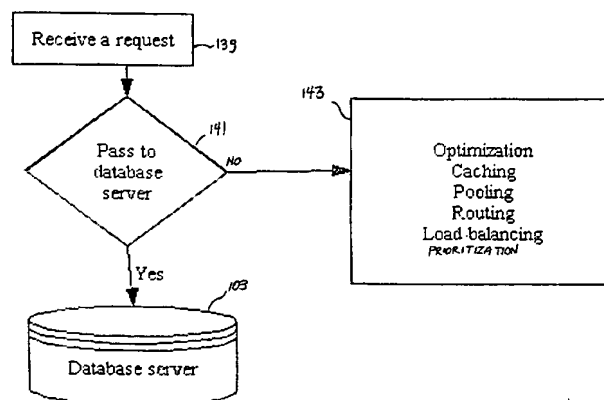 Receive a request
139
143
141
Pass to
database
server
NO
Optimization
Caching
Pooling
Routing
Load balancing
PRIORITIZATION
Yes
103
Database server